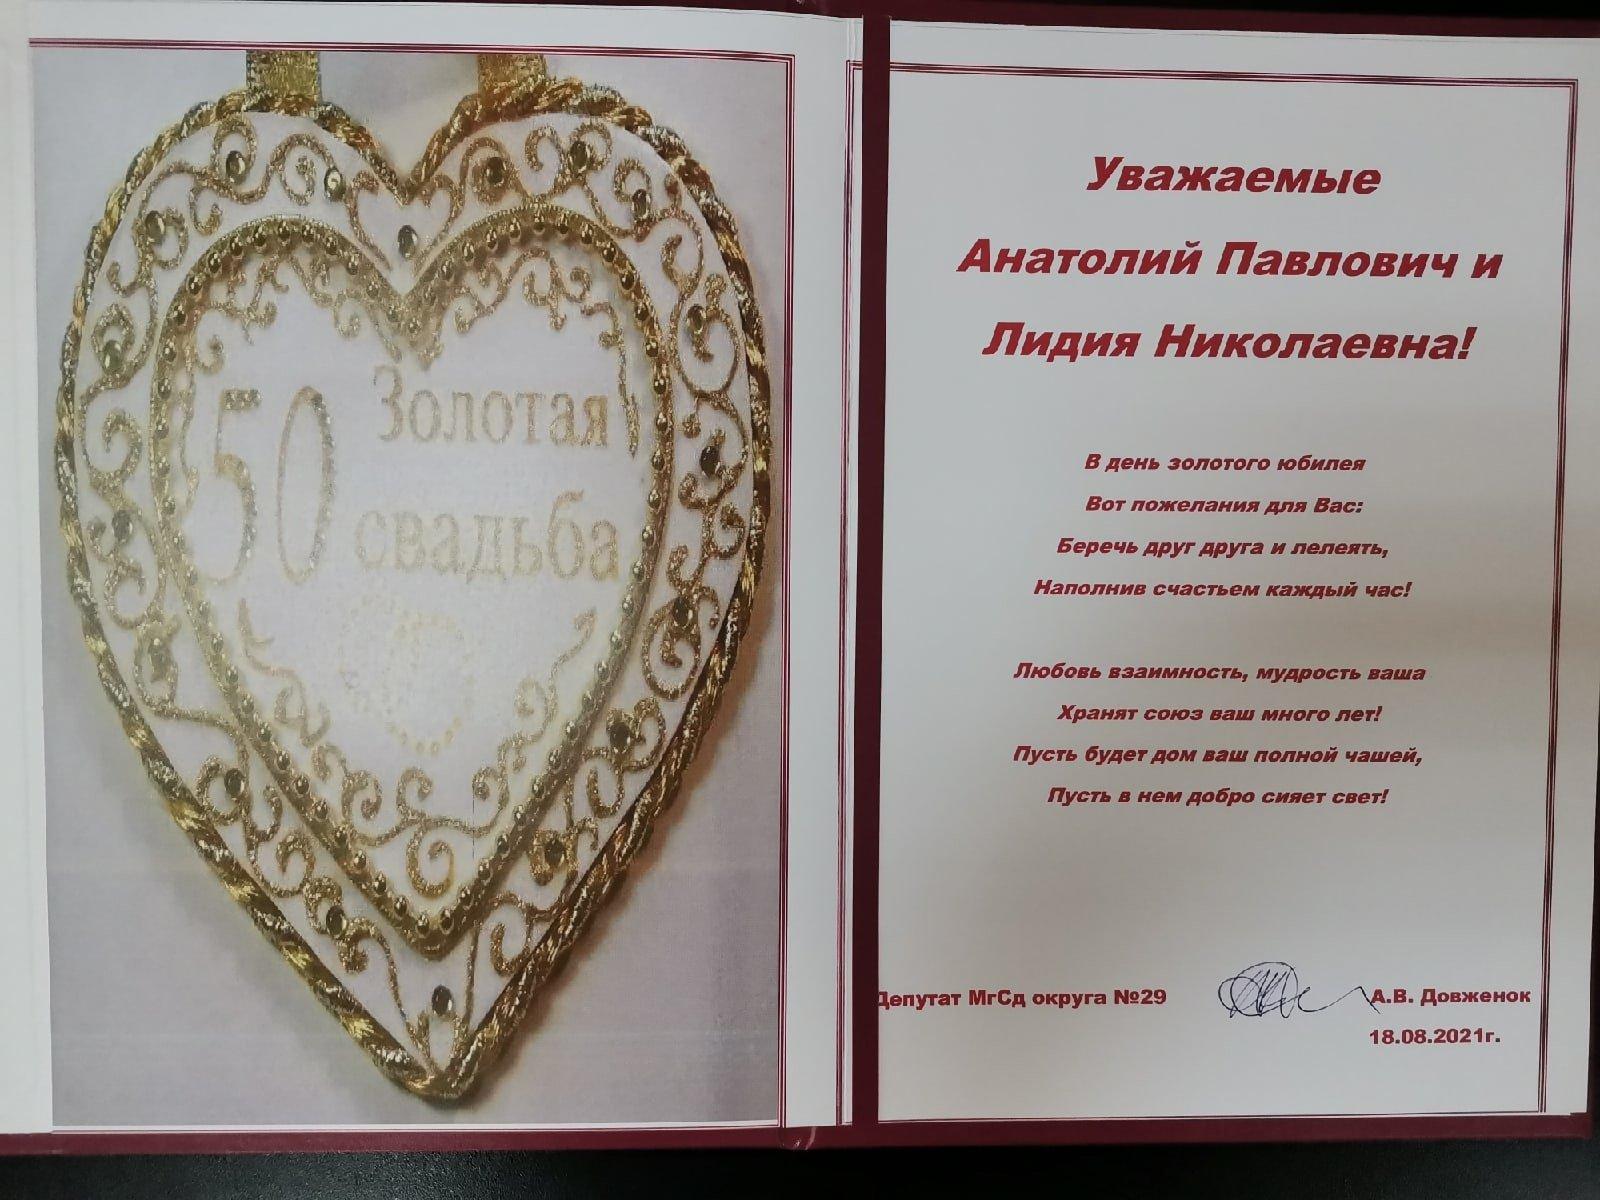 50 Золотая
свадьба
Уважаемые
Анатолий Павлович и
Лидия Николаевна!
В день золотого юбилея
Вот пожелания для Вас:
Беречь друг друга и лелеять,
Наполнив счастьем каждый час!
Любовь взаимность, мудрость ваша
Хранят союз ваш много лет!
Пусть будет дом ваш полной чашей,
Пусть в нем добро сияет свет!
Депутат МгСд округа №29
А.В. Довженок
18.08.2021г.